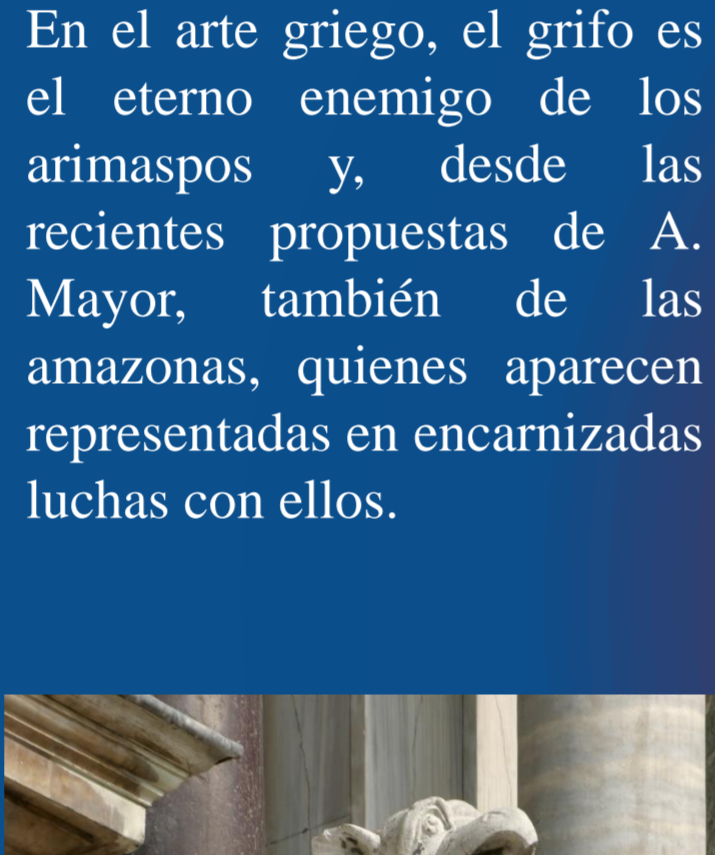 En el arte griego, el grifo es
el eterno enemigo de los
arimaspos y, desde las
recientes propuestas de A.
Mayor, también de las
amazonas, quienes aparecen
representadas en encarnizadas
luchas con ellos.